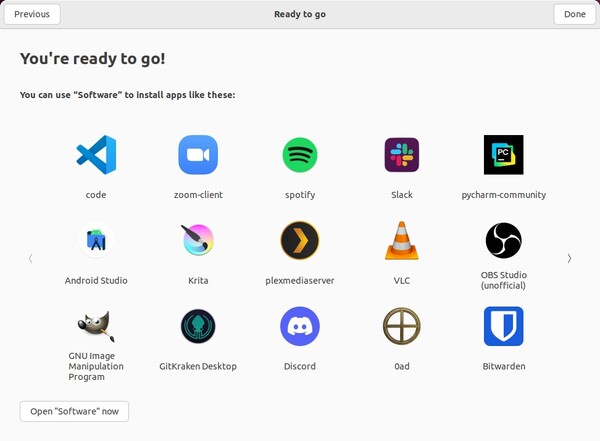 Previous
Ready to go
Done
You're ready to go!
You can use “Software” to install apps like these:
PC
code
zoom-client
spotify
Slack
pycharm-community
Android Studio
Krita
plexmediaserver
VLC
OBS Studio
(unofficial)
GNU Image
Manipulation
Program
GitKraken Desktop
Discord
0ad
Bitwarden
Open "Software" now